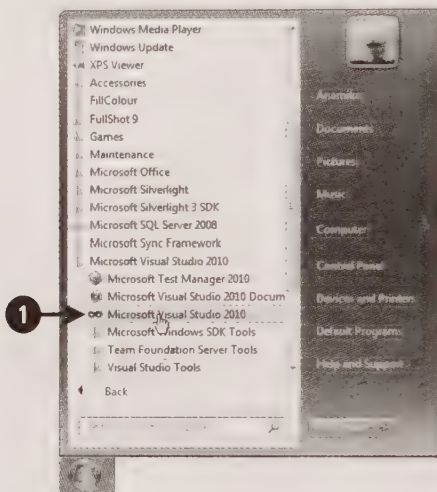 Windows Media Player
Windows Update
XPS Viewer
Accessories
FillColour
FullShot 9
Games
Maintenance
Microsoft Office
Microsoft Silverlight
Microsoft Silverlight 3 SDK
Microsoft SQL Server 2008
Microsoft Sync Framework
Microsoft Visual Studio 2010
Microsoft Test Manager 2010
Microsoft Visual Studio 2010 Docum
1
Microsoft Visual Studio 2010
Microsoft Windows SDK Tools
Team Foundation Server Tools
Visual Studio Tools
Back
Anamika
Documents
Pictures
Music
Computer
Control Panel
Devices and Printers
Default Programs
Help and Support